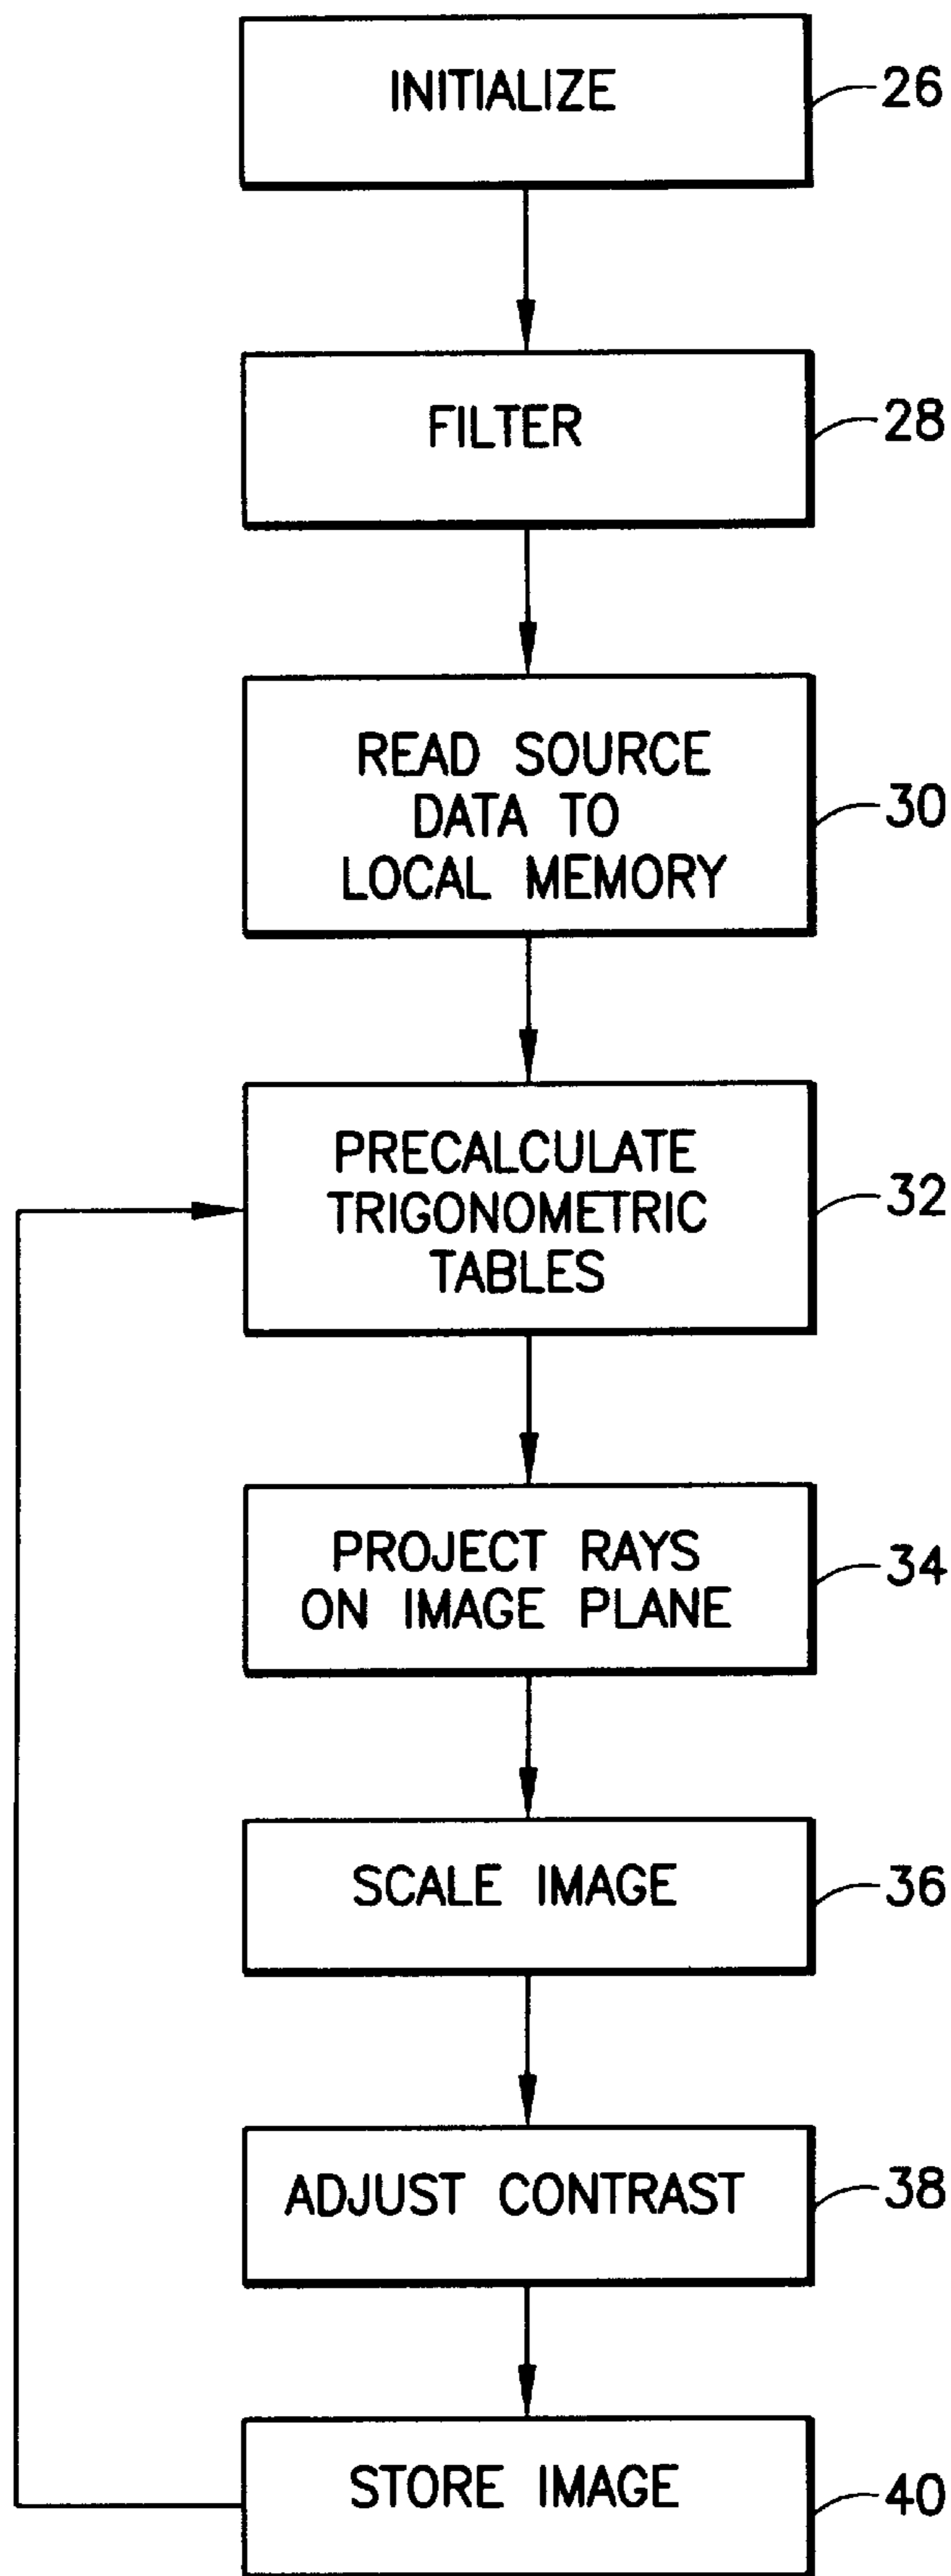 INITIALIZE
26
FILTER
28
READ SOURCE
DATA TO
LOCAL MEMORY
30
PRECALCULATE
TRIGONOMETRIC
TABLES
32
PROJECT RAYS
ON IMAGE PLANE
34
SCALE IMAGE
36
ADJUST CONTRAST
38
STORE IMAGE
40